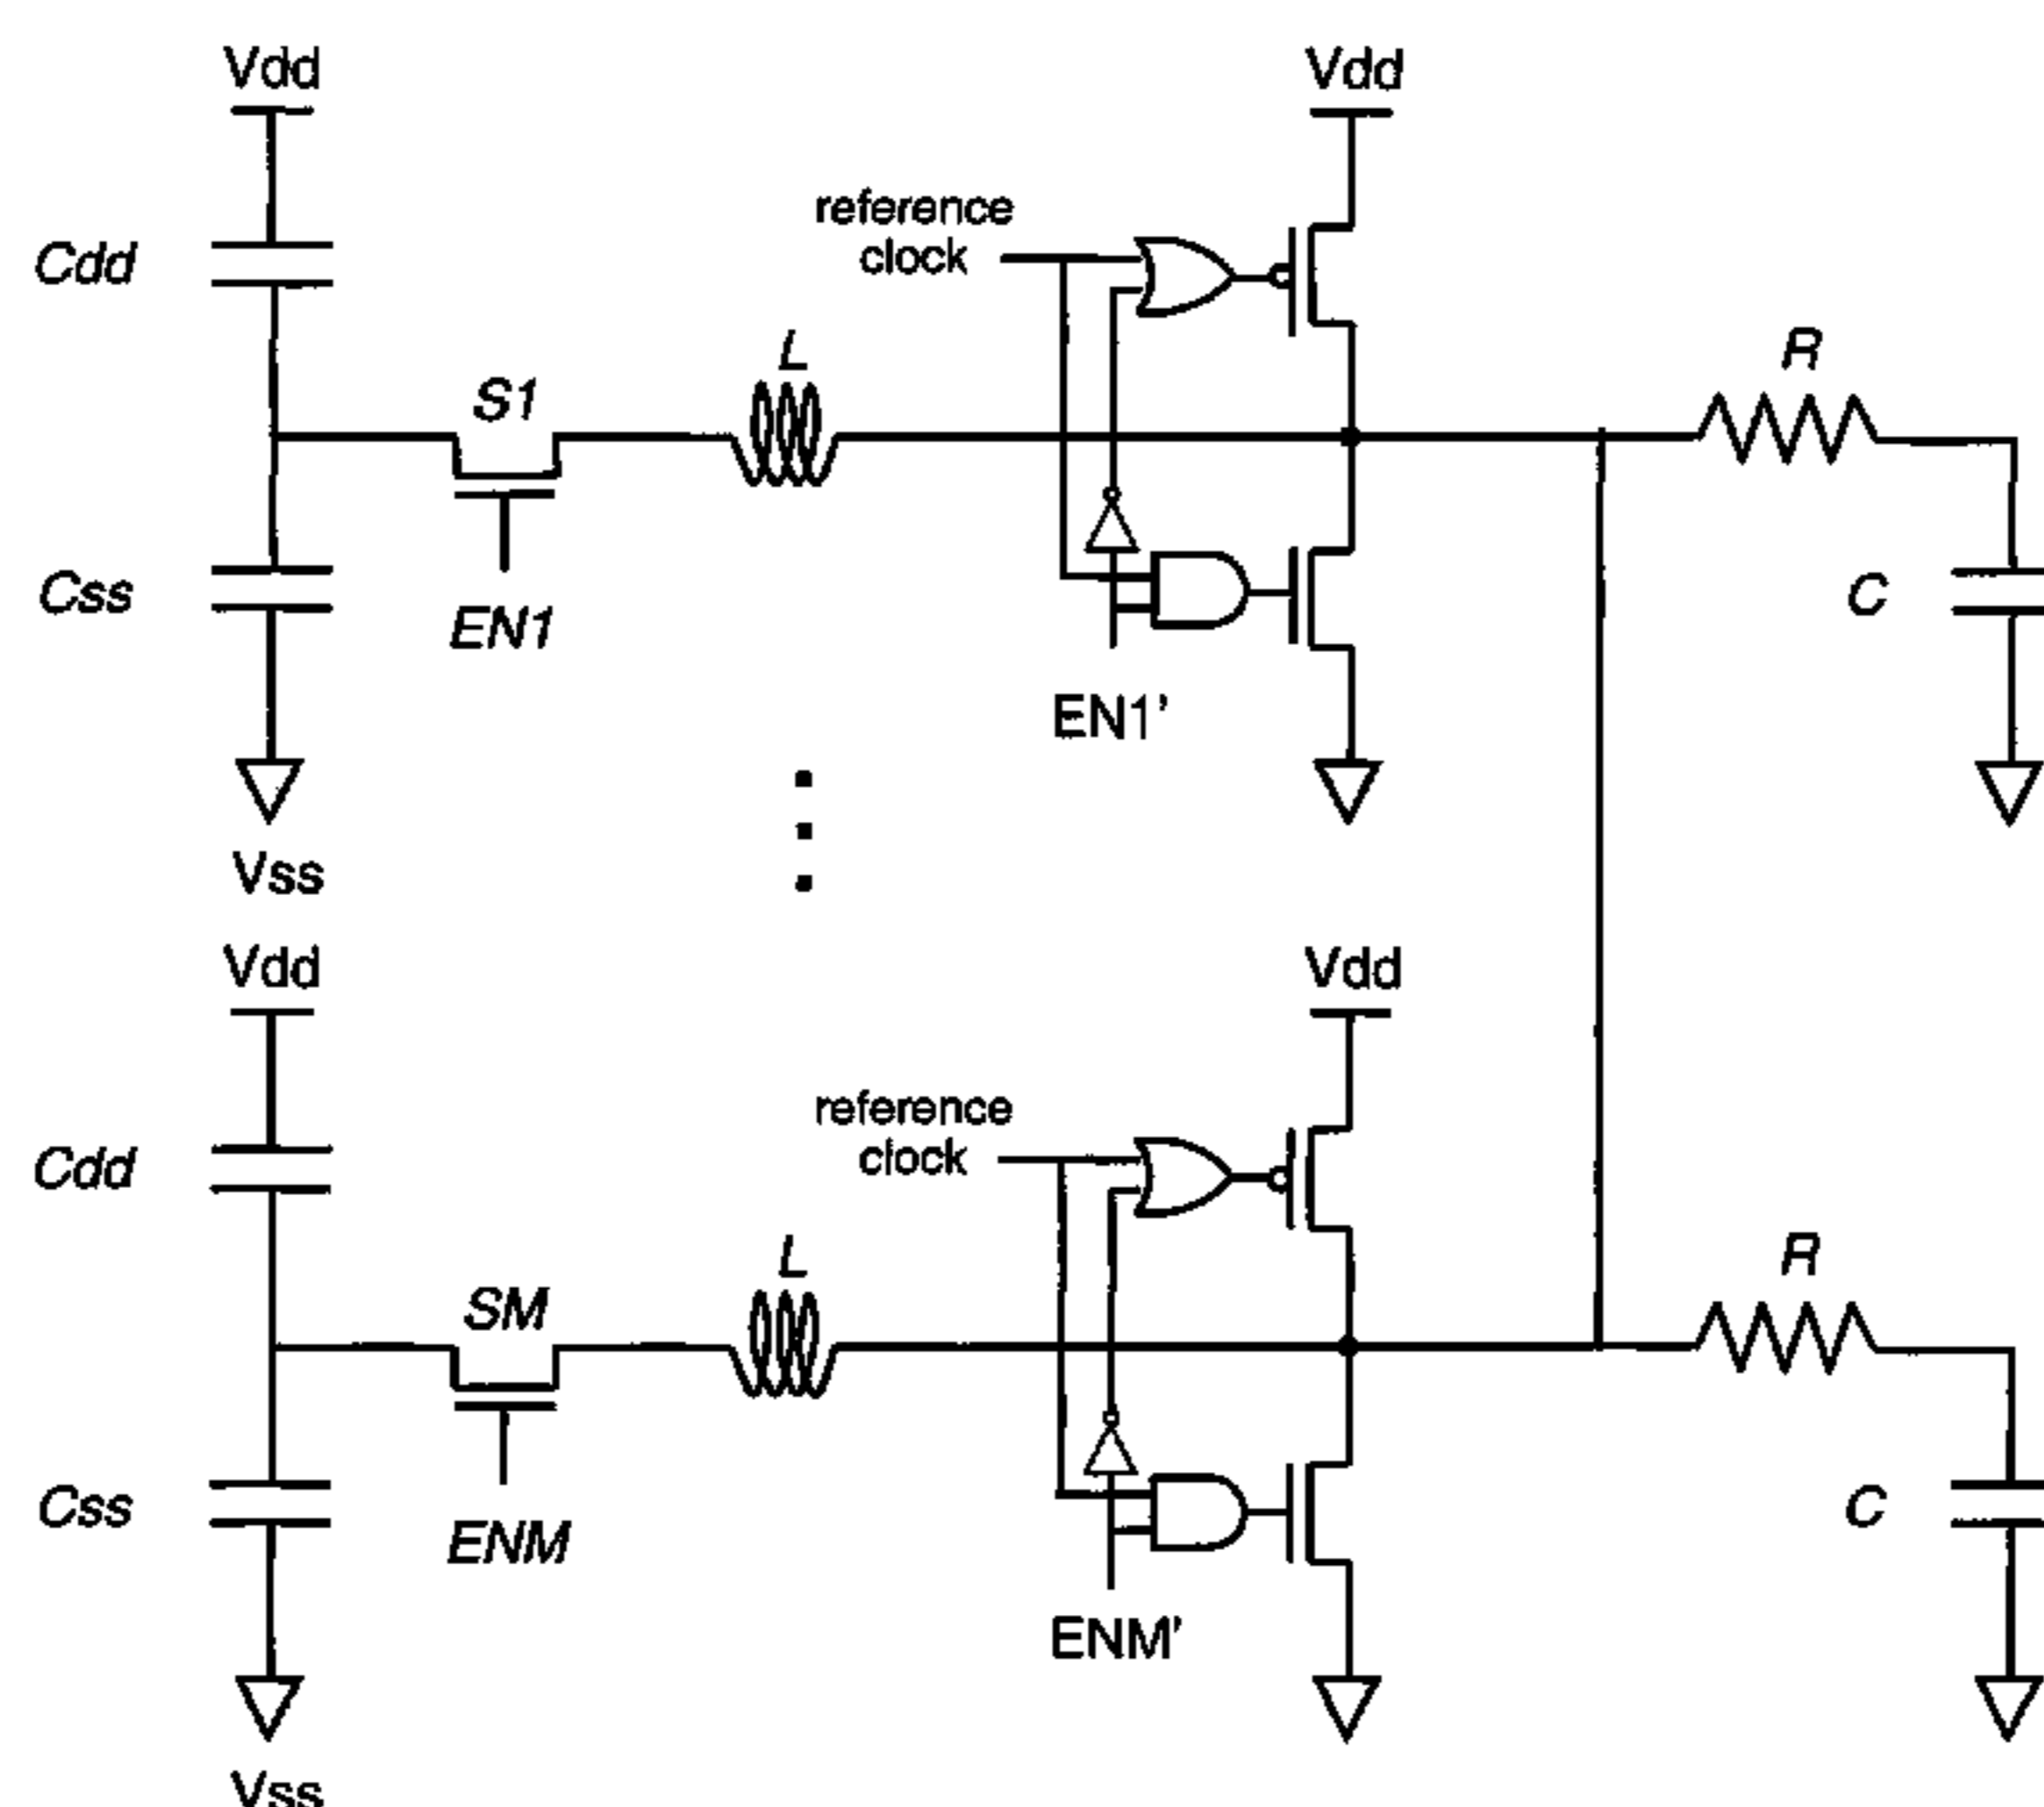 Vdd
Vdd
reference
clock
Cdd
L
R
S1
Css
C
EN1
EN1'
Vss
Vdd
Vdd
reference
clock
Cdd
L
R
SM
Css
C
ENM
ENM'
Vss